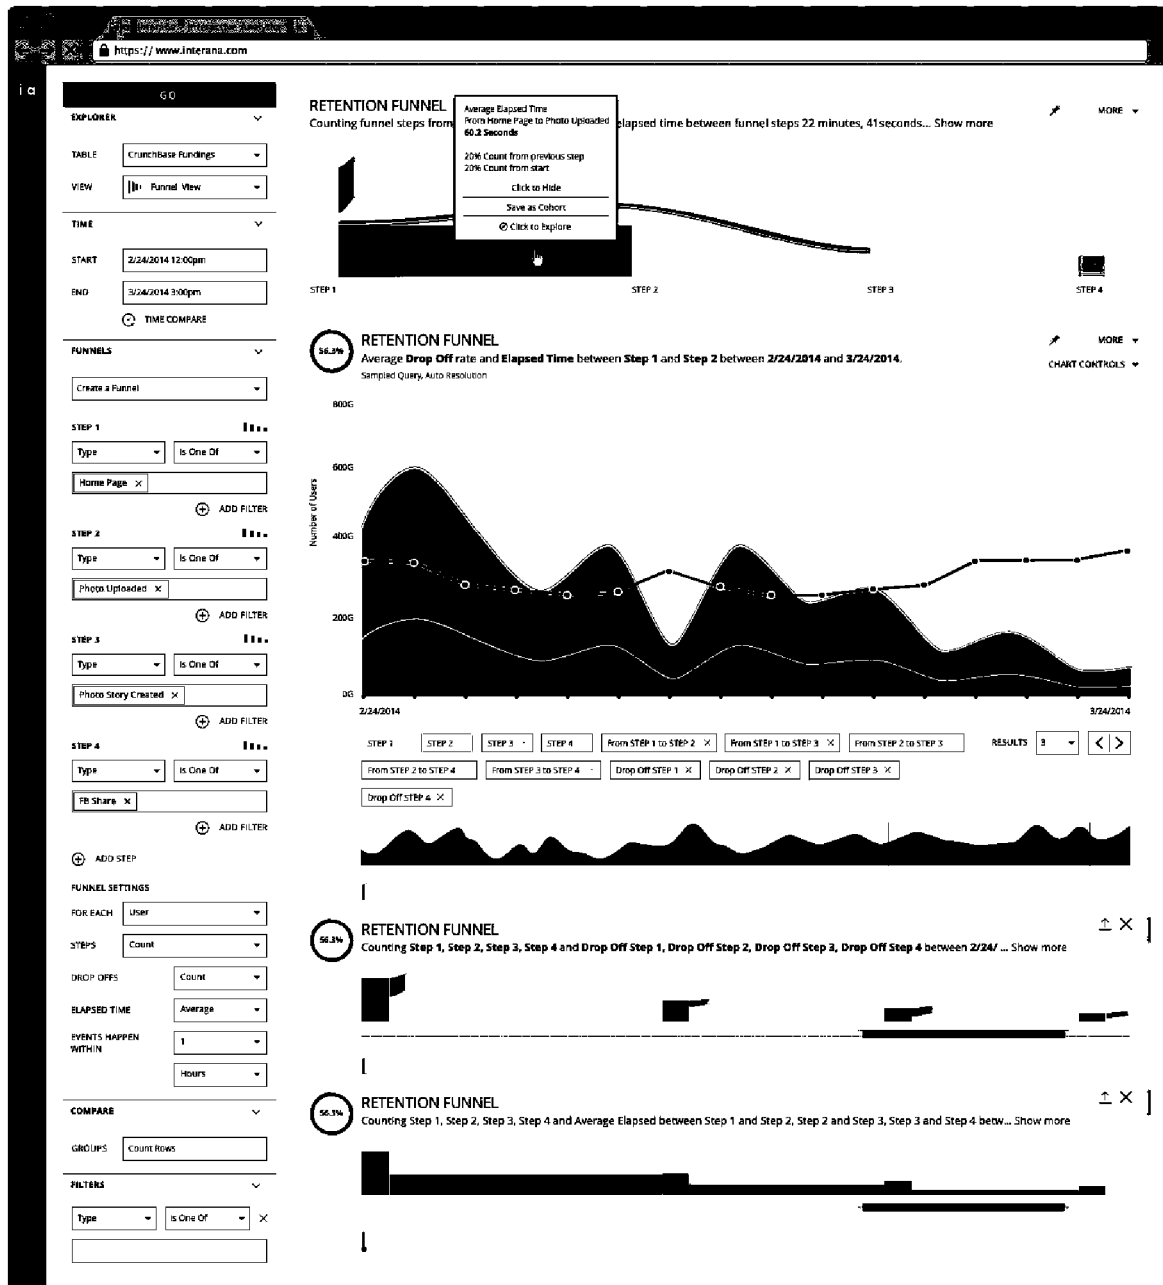 https://www.interana.com
ia
GO
EXPLORER
TABLE CrunchBase Fundings
VIEW Funnel View
TIME
START 2/24/2014 12:00pm
END 3/24/2014 3:00pm
TIME COMPARE
FUNNELS
Create a Funnel
STEP 1
Type Is One Of
Home Page ×
ADD FILTER
STEP 2
Type Is One Of
Photo Uploaded ×
ADD FILTER
STEP 3
Type Is One Of
Photo Story Created ×
ADD FILTER
STEP 4
Type Is One Of
FB Share ×
ADD FILTER
ADD STEP
FUNNEL SETTINGS
FOR EACH User
STEPS Count
DROP OFFS Count
ELAPSED TIME Average
EVENTS HAPPEN
WITHIN 1
Hours
COMPARE
GROUPS Count Rows
FILTERS
Type Is One Of ×
RETENTION FUNNEL
MORE
Counting funnel steps from elapsed time between funnel steps 22 minutes, 41seconds... Show more
Average Elapsed Time
From Home Page to Photo Uploaded
60.2 Seconds
20% Count from previous step
20% Count from start
Click to Hide
Save as Cohort
Click to Explore
STEP 1 STEP 2 STEP 3 STEP 4
56.3%
RETENTION FUNNEL
MORE
Average Drop Off rate and Elapsed Time between Step 1 and Step 2 between 2/24/2014 and 3/24/2014.
CHART CONTROLS
Sampled Query, Auto Resolution
800G
600G
400G
200G
0G
Number of Users
2/24/2014 3/24/2014
STEP 1 STEP 2 STEP 3 STEP 4 From STEP 1 to STEP 2 × From STEP 1 to STEP 3 × From STEP 2 to STEP 3 RESULTS 3 < >
From STEP 2 to STEP 4 From STEP 3 to STEP 4 Drop Off STEP 1 × Drop Off STEP 2 × Drop Off STEP 3 ×
Drop Off STEP 4 ×
56.3%
RETENTION FUNNEL
Counting Step 1, Step 2, Step 3, Step 4 and Drop Off Step 1, Drop Off Step 2, Drop Off Step 3, Drop Off Step 4 between 2/24/ ... Show more
56.3%
RETENTION FUNNEL
Counting Step 1, Step 2, Step 3, Step 4 and Average Elapsed between Step 1 and Step 2, Step 2 and Step 3, Step 3 and Step 4 betw... Show more